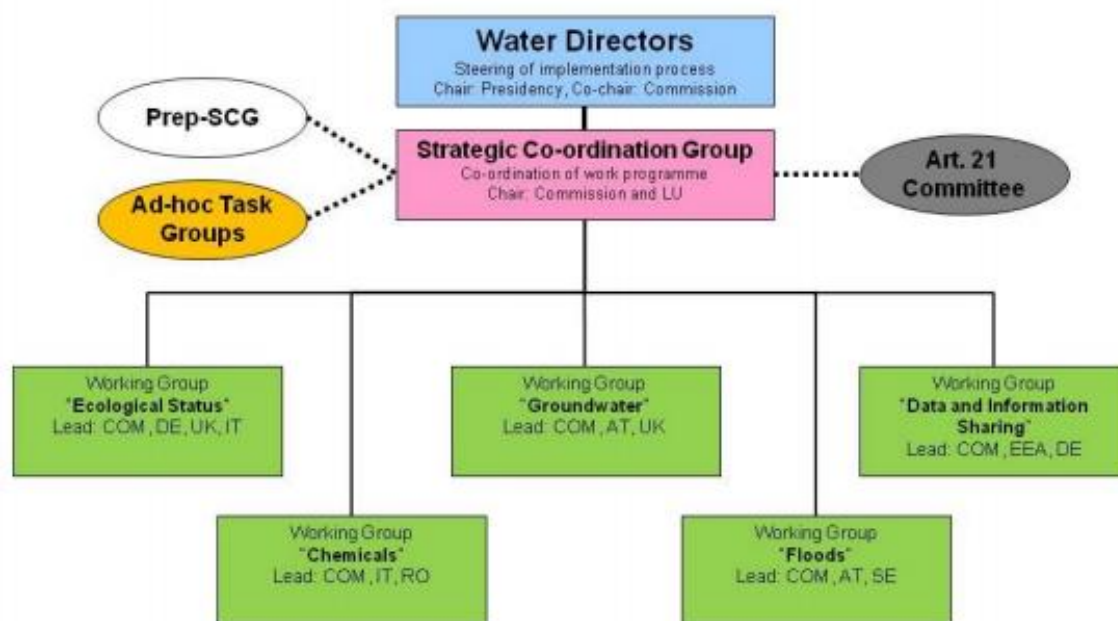 Water Directors
Steering of implementation process
Chair: Presidency, Co-chair: Commission
Prep-SCG
Strategic Co-ordination Group
Co-ordination of work programme
Chair: Commission and LU
Art. 21
Committee
Ad-hoc Task
Groups
Working Group
"Ecological Status"
Lead: COM, DE, UK, IT
Working Group
"Groundwater"
Lead: COM, AT, UK
Working Group
"Data and Information
Sharing"
Lead: COM, EEA, DE
Working Group
"Chemicals"
Lead: COM, IT, RO
Working Group
"Floods"
Lead: COM, AT, SE